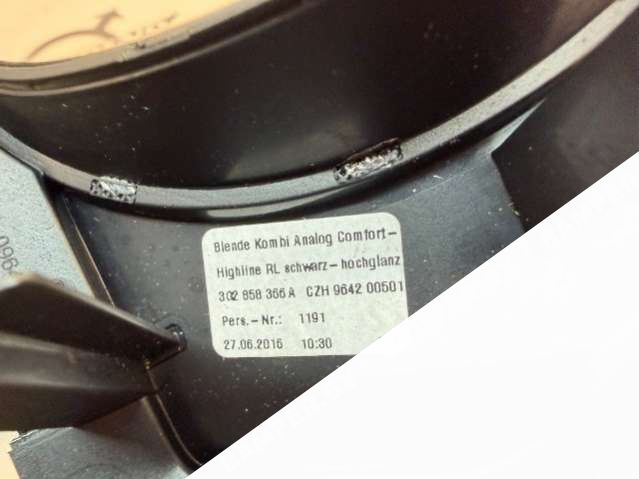 Blende Kombi Analog Comfort-
Highline RL schwarz-hochglanz
302 858 366 A CZH 9642 00501
Pers.-Nr.: 1191
27.06.2016 10:30